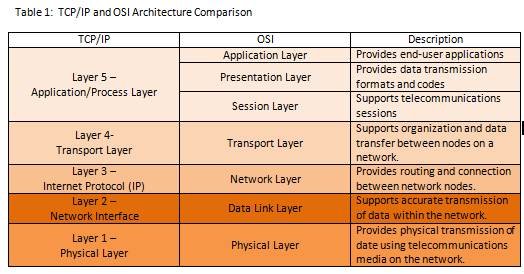 Table 1: TCP/IP and OSI Architecture Comparison
TCP/IP OSI Description
Layer 5 –
Application/Process Layer
Application Layer Provides end-user applications
Presentation Layer Provides data transmission
formats and codes
Session Layer Supports telecommunications
sessions
Layer 4-
Transport Layer
Transport Layer Supports organization and data
transfer between nodes on a
network.
Layer 3 –
Internet Protocol (IP)
Network Layer Provides routing and connection
between network nodes.
Layer 2 –
Network Interface
Data Link Layer Supports accurate transmission
of data within the network.
Layer 1 –
Physical Layer
Physical Layer Provides physical transmission of
date using telecommunications
media on the network.